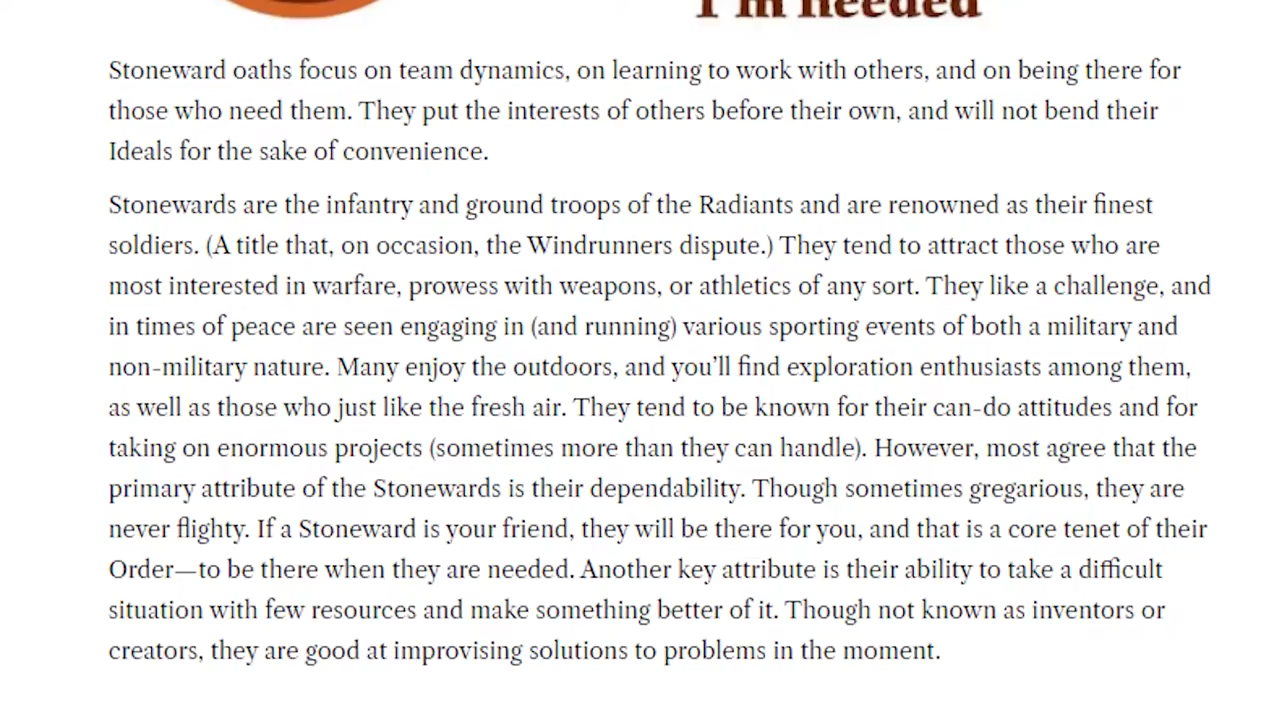 I'm needed
Stoneward oaths focus on team dynamics, on learning to work with others, and on being there for
those who need them. They put the interests of others before their own, and will not bend their
Ideals for the sake of convenience.
Stonewards are the infantry and ground troops of the Radiants and are renowned as their finest
soldiers. (A title that, on occasion, the Windrunners dispute.) They tend to attract those who are
most interested in warfare, prowess with weapons, or athletics of any sort. They like a challenge, and
in times of peace are seen engaging in (and running) various sporting events of both a military and
non-military nature. Many enjoy the outdoors, and you’ll find exploration enthusiasts among them,
as well as those who just like the fresh air. They tend to be known for their can-do attitudes and for
taking on enormous projects (sometimes more than they can handle). However, most agree that the
primary attribute of the Stonewards is their dependability. Though sometimes gregarious, they are
never flighty. If a Stoneward is your friend, they will be there for you, and that is a core tenet of their
Order—to be there when they are needed. Another key attribute is their ability to take a difficult
situation with few resources and make something better of it. Though not known as inventors or
creators, they are good at improvising solutions to problems in the moment.